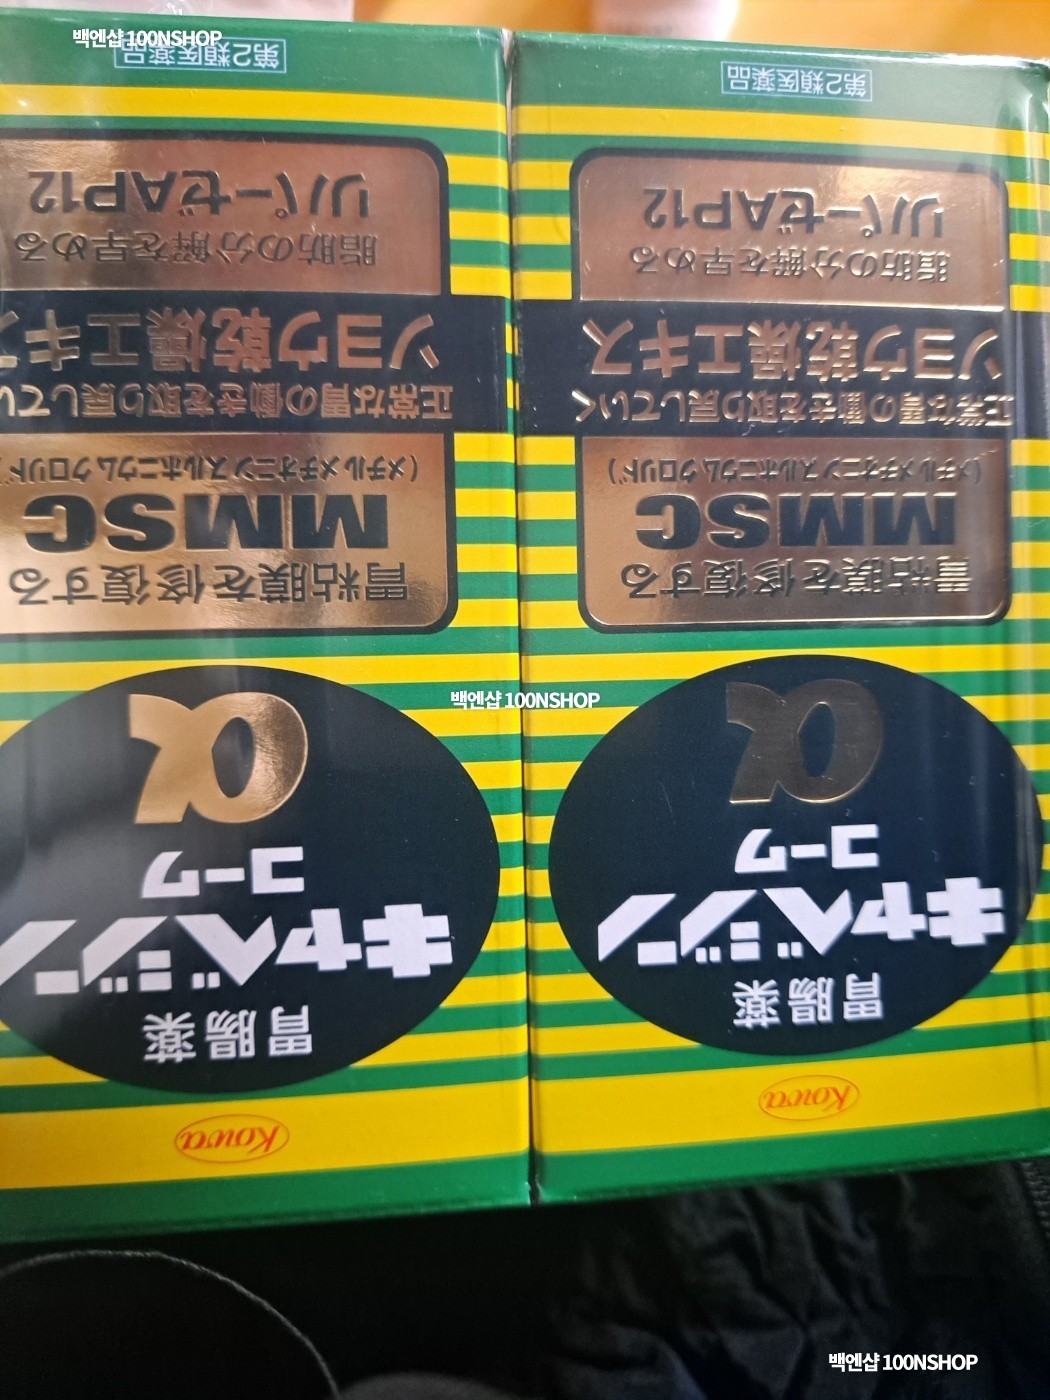 백엔샵 100NSHOP
Kowa
胃腸薬
キャベジン
コーワ
α
胃粘膜を修復する
MMSC
(メチルメチオニンスルホニウムクロリド)
正常な胃の働きを取り戻してい
ソヨウ乾燥エキス
脂肪の分解を早める
リパーゼAP12
第2類医薬品
Kowa
胃腸薬
キャベジン
コーワ
α
胃粘膜を修復する
MMSC
(メチルメチオニンスルホニウムクロリド)
正常な胃の働きを取り戻していく
ソヨウ乾燥エキス
脂肪の分解を早める
リパーゼAP12
第2類医薬品
백엔샵 100NSHOP
백엔샵 100NSHOP